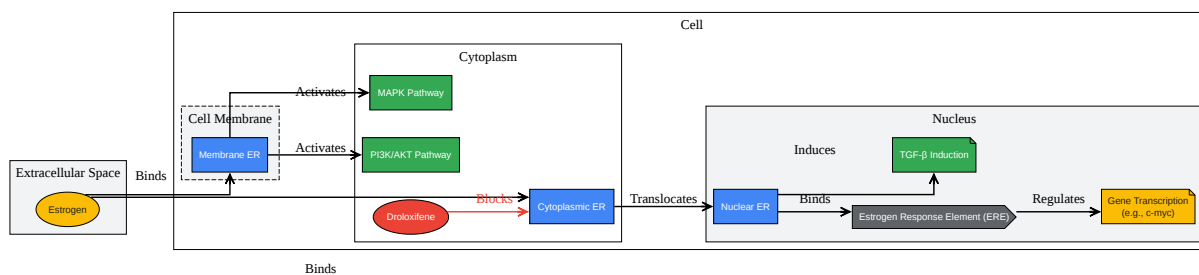 Cell
Cytoplasm
MAPK Pathway
Activates
Cell Membrane
Membrane ER
Activates
PI3K/AKT Pathway
Nucleus
Induces
TGF-β Induction
Extracellular Space
Binds
Estrogen
Droloxifene
Blocks
Cytoplasmic ER
Translocates
Nuclear ER
Binds
Estrogen Response Element (ERE)
Regulates
Gene Transcription
(e.g., c-myc)
Binds